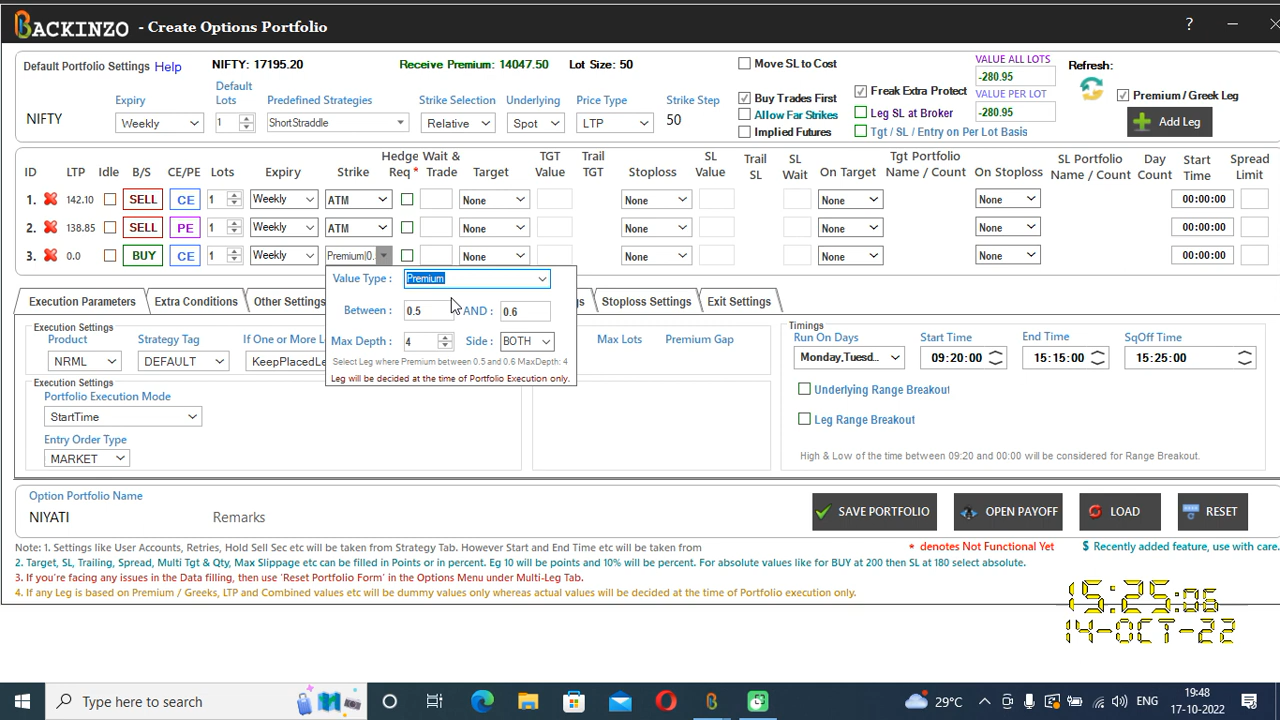 BACKINZO - Create Options Portfolio
?
Default Portfolio Settings Help NIFTY: 17195.20 Receive Premium: 14047.50 Lot Size: 50
Move SL to Cost
VALUE ALL LOTS
-280.95
VALUE PER LOT
-280.95
Refresh:
Premium / Greek Leg
Add Leg
NIFTY
Expiry
Weekly
Default Lots
1
Predefined Strategies
ShortStraddle
Strike Selection
Relative
Underlying
Spot
Price Type
LTP
Strike Step
50
Buy Trades First
Allow Far Strikes
Implied Futures
Freak Extra Protect
Leg SL at Broker
Tgt / SL / Entry on Per Lot Basis
ID LTP Idle B/S CE/PE Lots Expiry Strike Hedge Req * Wait & Trade Target TGT Value Trail TGT Stoploss SL Value Trail SL SL Wait On Target Tgt Portfolio Name / Count On Stoploss SL Portfolio Name / Count Day Count Start Time Spread Limit
1. 142.10 SELL CE 1 Weekly ATM None None None None 00:00:00
2. 138.85 SELL PE 1 Weekly ATM None None None None 00:00:00
3. 0.0 BUY CE 1 Weekly Premium|0. None None None None 00:00:00
Value Type : Premium
Between : 0.5 AND : 0.6
Max Depth : 4 Side : BOTH
Select Leg where Premium between 0.5 and 0.6 MaxDepth: 4
Leg will be decided at the time of Portfolio Execution only.
Execution Parameters Extra Conditions Other Settings Stoploss Settings Exit Settings
Execution Settings
Product
NRML
Strategy Tag
DEFAULT
If One or More L
KeepPlacedLe
Max Lots
Premium Gap
Execution Settings
Portfolio Execution Mode
StartTime
Entry Order Type
MARKET
Timings
Run On Days
Monday,Tuesd..
Start Time
09:20:00
End Time
15:15:00
SqOff Time
15:25:00
Underlying Range Breakout
Leg Range Breakout
High & Low of the time between 09:20 and 00:00 will be considered for Range Breakout.
Option Portfolio Name
NIYATI
Remarks
SAVE PORTFOLIO OPEN PAYOFF LOAD RESET
Note: 1. Settings like User Accounts, Retries, Hold Sell Sec etc will be taken from Strategy Tab. However Start and End Time etc will be taken from
* denotes Not Functional Yet $ Recently added feature, use with care.
2. Target, SL, Trailing, Spread, Multi Tgt & Qty, Max Slippage etc can be filled in Points or in percent. Eg 10 will be points and 10% will be percent. For absolute values like for BUY at 200 then SL at 180 select absolute.
3. If you're facing any issues in the Data filling, then use 'Reset Portfolio Form' in the Options Menu under Multi-Leg Tab.
4. If any Leg is based on Premium / Greeks, LTP and Combined values etc will be dummy values only whereas actual values will be decided at the time of Portfolio execution only.
15:25:06
14-OCT-22
Type here to search
29°C
ENG
19:48
17-10-2022